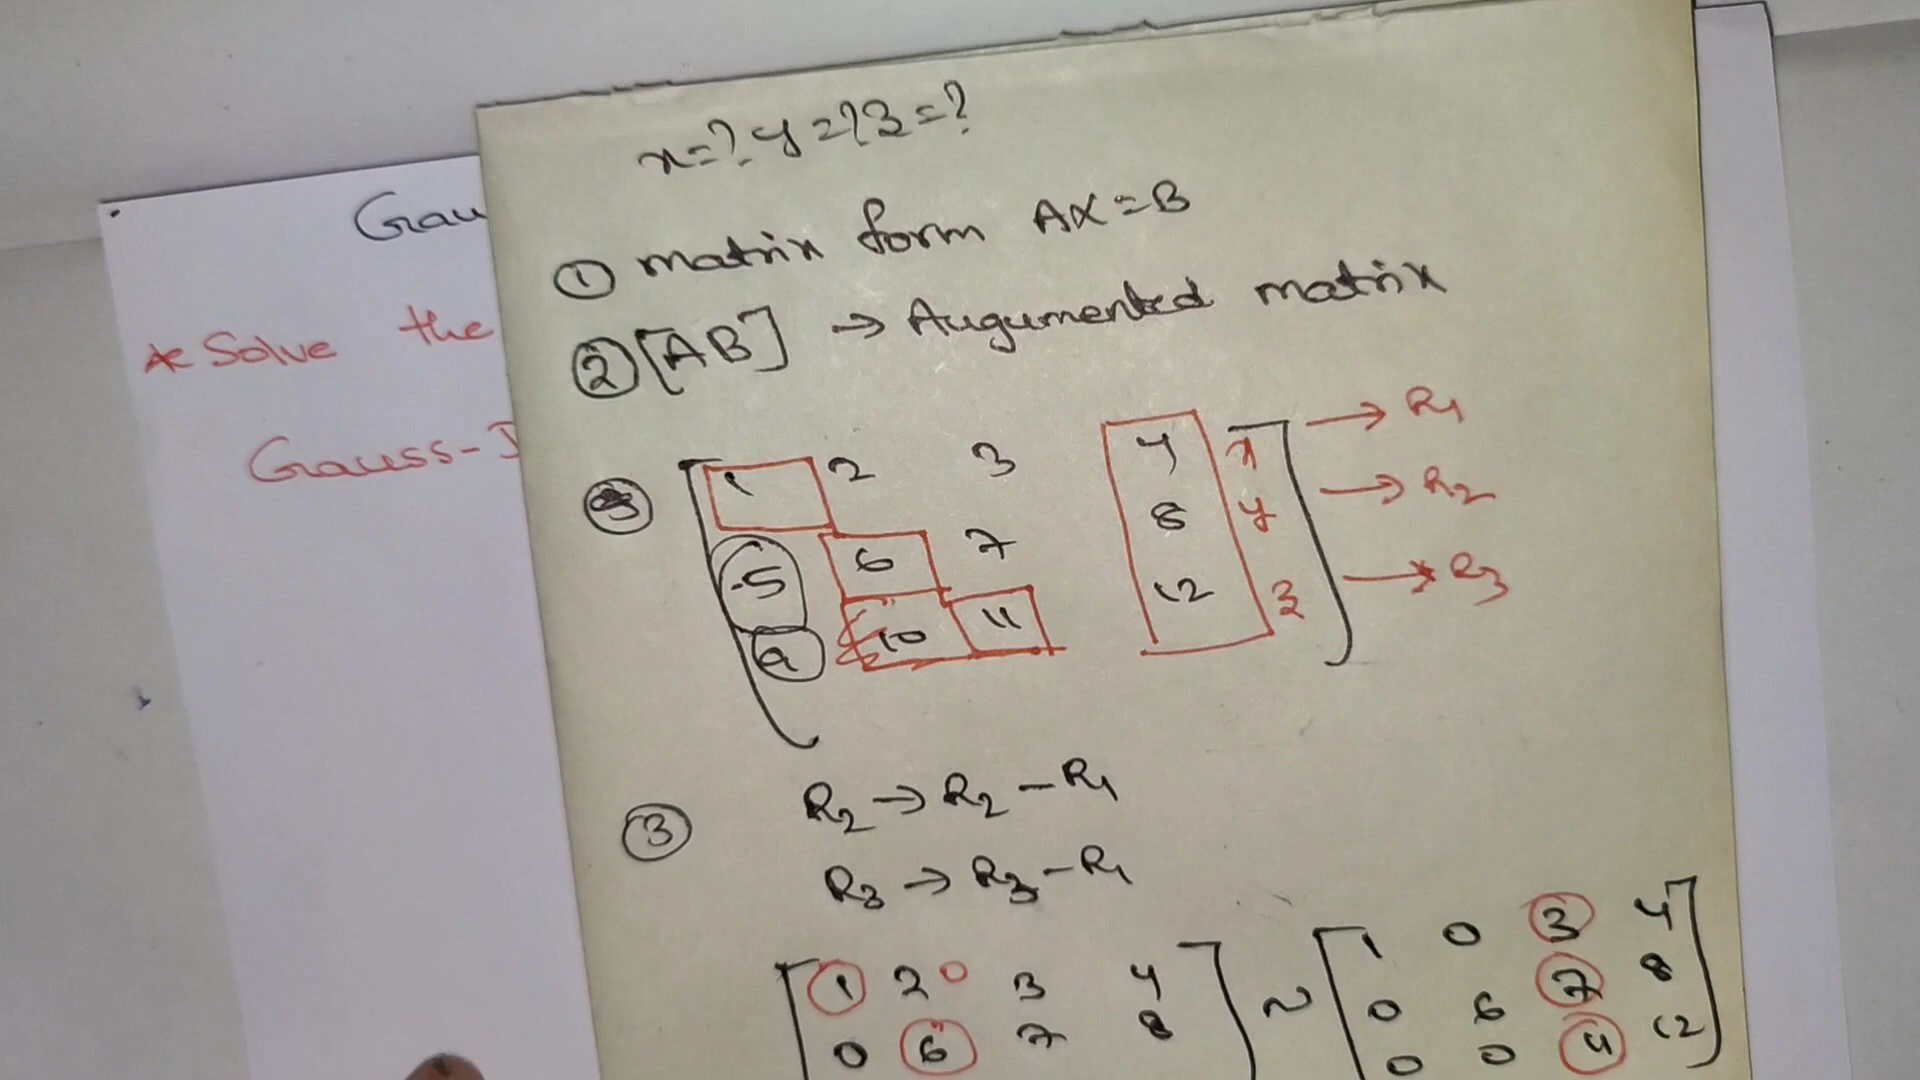 x=? y=? z=?
① matrix form AX=B
② [AB] → Augumented matrix
1 2 3 4 x → R1
5 6 7 8 y → R2
9 10 11 12 z → R3
③ R2 → R2 - R1
R3 → R3 - R1
1 2 0 3 4 ~ 1 0 3 4
0 6 7 8 0 6 7 8
0 0 12
Gau
* Solve the
Gauss-J